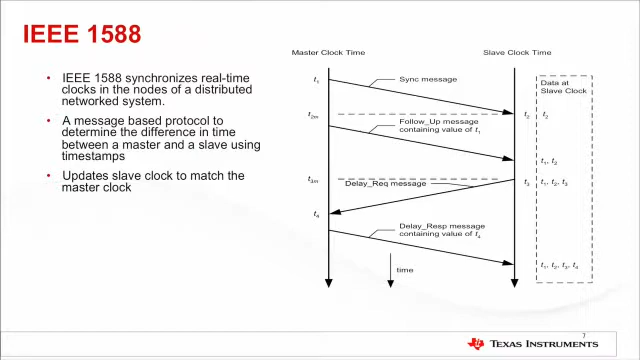 IEEE 1588
• IEEE 1588 synchronizes real-time
clocks in the nodes of a distributed
networked system.
• A message based protocol to
determine the difference in time
between a master and a slave using
timestamps
• Updates slave clock to match the
master clock
Master Clock Time
Slave Clock Time
t1
Sync message
Data at
Slave Clock
t2m
t2
t2
Follow_Up message
containing value of t1
t1, t2
t3m
t3
t1, t2, t3
Delay_Req message
t4
Delay_Resp message
containing value of t4
t1, t2, t3, t4
time
7
TEXAS INSTRUMENTS